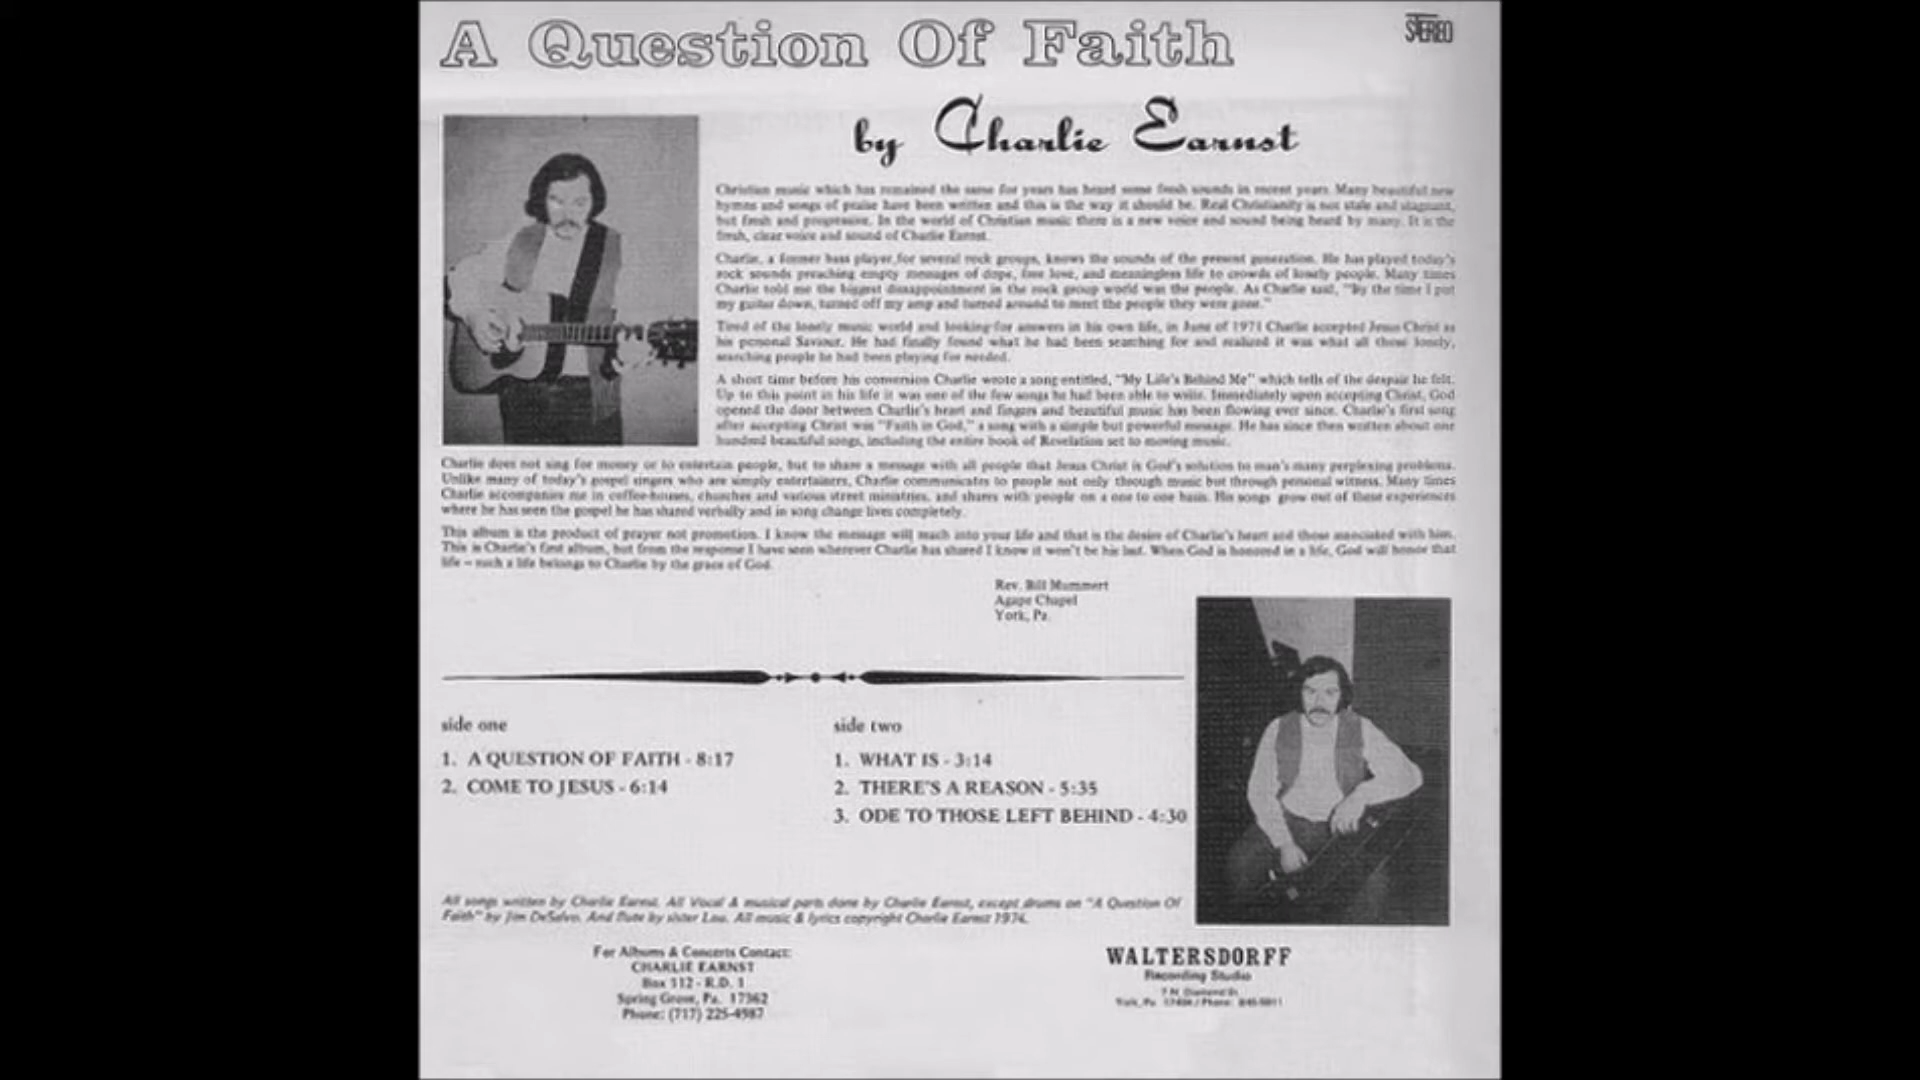 A Question Of Faith
STEREO
by Charlie Earnst
Christian music which has remained the same for years has heard some fresh sounds in recent years. Many beautiful new
hymns and songs of praise have been written and this is the way it should be. Real Christianity is not stale and stagnant,
but fresh and progressive. In the world of Christian music there is a new voice and sound being heard by many. It is the
fresh, clear voice and sound of Charlie Earnst.
Charlie, a former bass player for several rock groups, knows the sounds of the present generation. He has played today's
rock sounds preaching empty messages of dope, free love, and meaningless life to crowds of lonely people. Many times
Charlie told me the biggest disappointment in the rock group world was the people. As Charlie said, "By the time I put
my guitar down, turned off my amp and turned around to meet the people they were gone."
Tired of the lonely music world and looking for answers in his own life, in June of 1971 Charlie accepted Jesus Christ as
his personal Saviour. He had finally found what he had been searching for and realized it was what all those lonely,
searching people he had been playing for needed.
A short time before his conversion Charlie wrote a song entitled, "My Life's Behind Me" which tells of the despair he felt.
Up to this point in his life it was one of the few songs he had been able to write. Immediately upon accepting Christ, God
opened the door between Charlie's heart and fingers and beautiful music has been flowing ever since. Charlie's first song
after accepting Christ was "Faith in God," a song with a simple but powerful message. He has since then written about one
hundred beautiful songs, including the entire book of Revelation set to moving music.
Charlie does not sing for money or to entertain people, but to share a message with all people that Jesus Christ is God's solution to man's many perplexing problems.
Unlike many of today's gospel singers who are simply entertainers, Charlie communicates to people not only through music but through personal witness. Many times
Charlie accompanies me in coffee-houses, churches and various street ministries, and shares with people on a one to one basis. His songs grow out of these experiences
where he has seen the gospel he has shared verbally and in song change lives completely.
This album is the product of prayer not promotion. I know the message will reach into your life and that is the desire of Charlie's heart and those associated with him.
This is Charlie's first album, but from the response I have seen wherever Charlie has shared I know it won't be his last. When God is honored in a life, God will honor that
life – such a life belongs to Charlie by the grace of God.
Rev. Bill Mummert
Agape Chapel
York, Pa.
side one
1. A QUESTION OF FAITH - 8:17
2. COME TO JESUS - 6:14
side two
1. WHAT IS - 3:14
2. THERE'S A REASON - 5:35
3. ODE TO THOSE LEFT BEHIND - 4:30
All songs written by Charlie Earnst. All Vocal & musical parts done by Charlie Earnst, except drums on "A Question Of
Faith" by Jim DeSalvo. And flute by sister Lou. All music & lyrics copyright Charlie Earnst 1974.
For Albums & Concerts Contact:
CHARLIE EARNST
Box 112 - R.D. 1
Spring Grove, Pa. 17362
Phone: (717) 225-4987
WALTERSDORFF
Recording Studio
York, Pa.